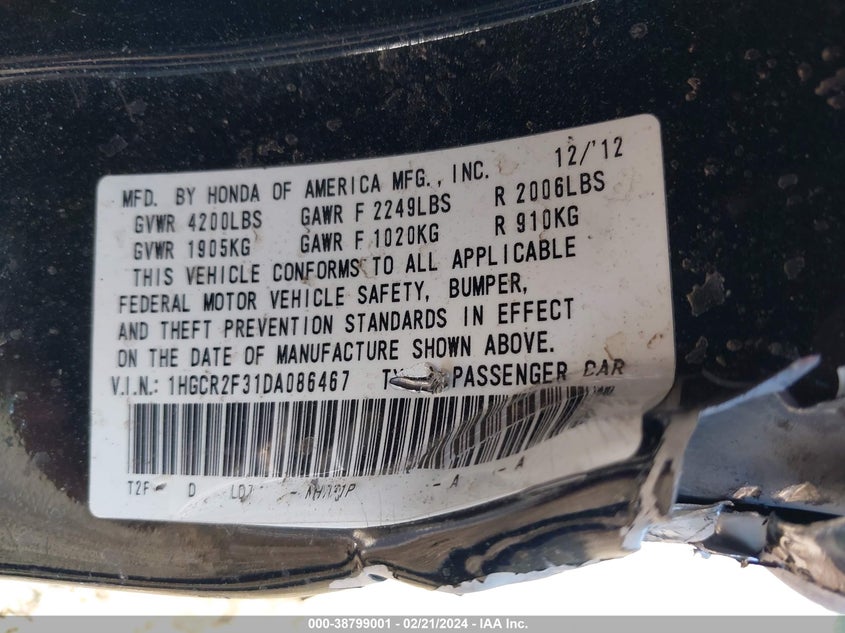 12/'12
MFD. BY HONDA OF AMERICA MFG., INC.
GVWR 4200LBS GAWR F 2249LBS R 2006LBS
GVWR 1905KG GAWR F 1020KG R 910KG
THIS VEHICLE CONFORMS TO ALL APPLICABLE
FEDERAL MOTOR VEHICLE SAFETY, BUMPER,
AND THEFT PREVENTION STANDARDS IN EFFECT
ON THE DATE OF MANUFACTURE SHOWN ABOVE.
V.I.N.: 1HGCR2F31DA086467 PASSENGER CAR
T2F - D - A - A
000-38799001 - 02/21/2024 - IAA Inc.